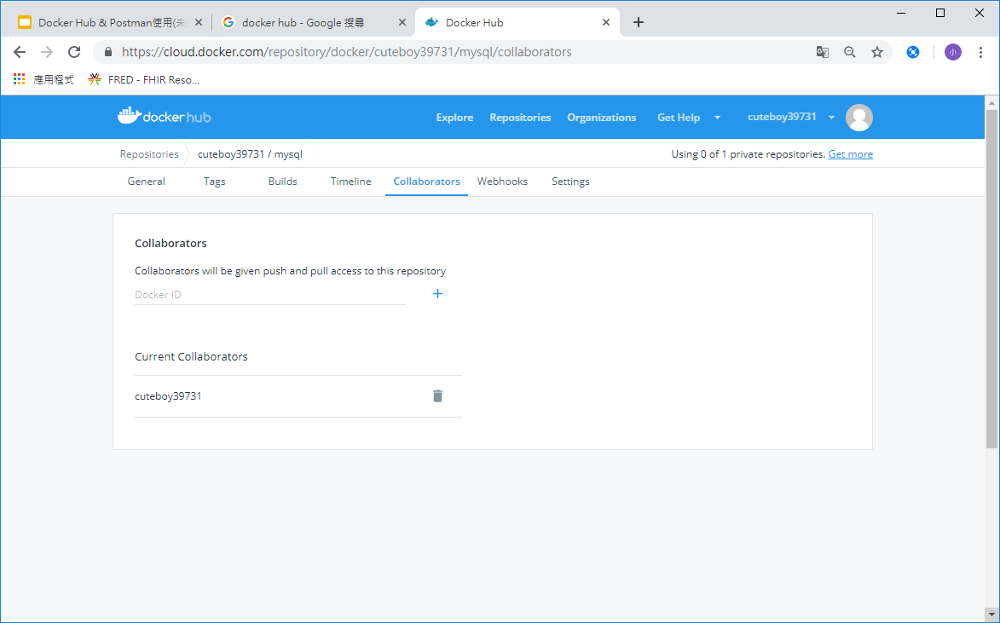 Docker Hub & Postman使用(未
docker hub - Google 搜尋
Docker Hub
https://cloud.docker.com/repository/docker/cuteboy39731/mysql/collaborators
小
應用程式
FRED - FHIR Reso...
docker hub
Explore Repositories Organizations Get Help cuteboy39731
Repositories cuteboy39731 / mysql Using 0 of 1 private repositories. Get more
General Tags Builds Timeline Collaborators Webhooks Settings
Collaborators
Collaborators will be given push and pull access to this repository
Docker ID
Current Collaborators
cuteboy39731